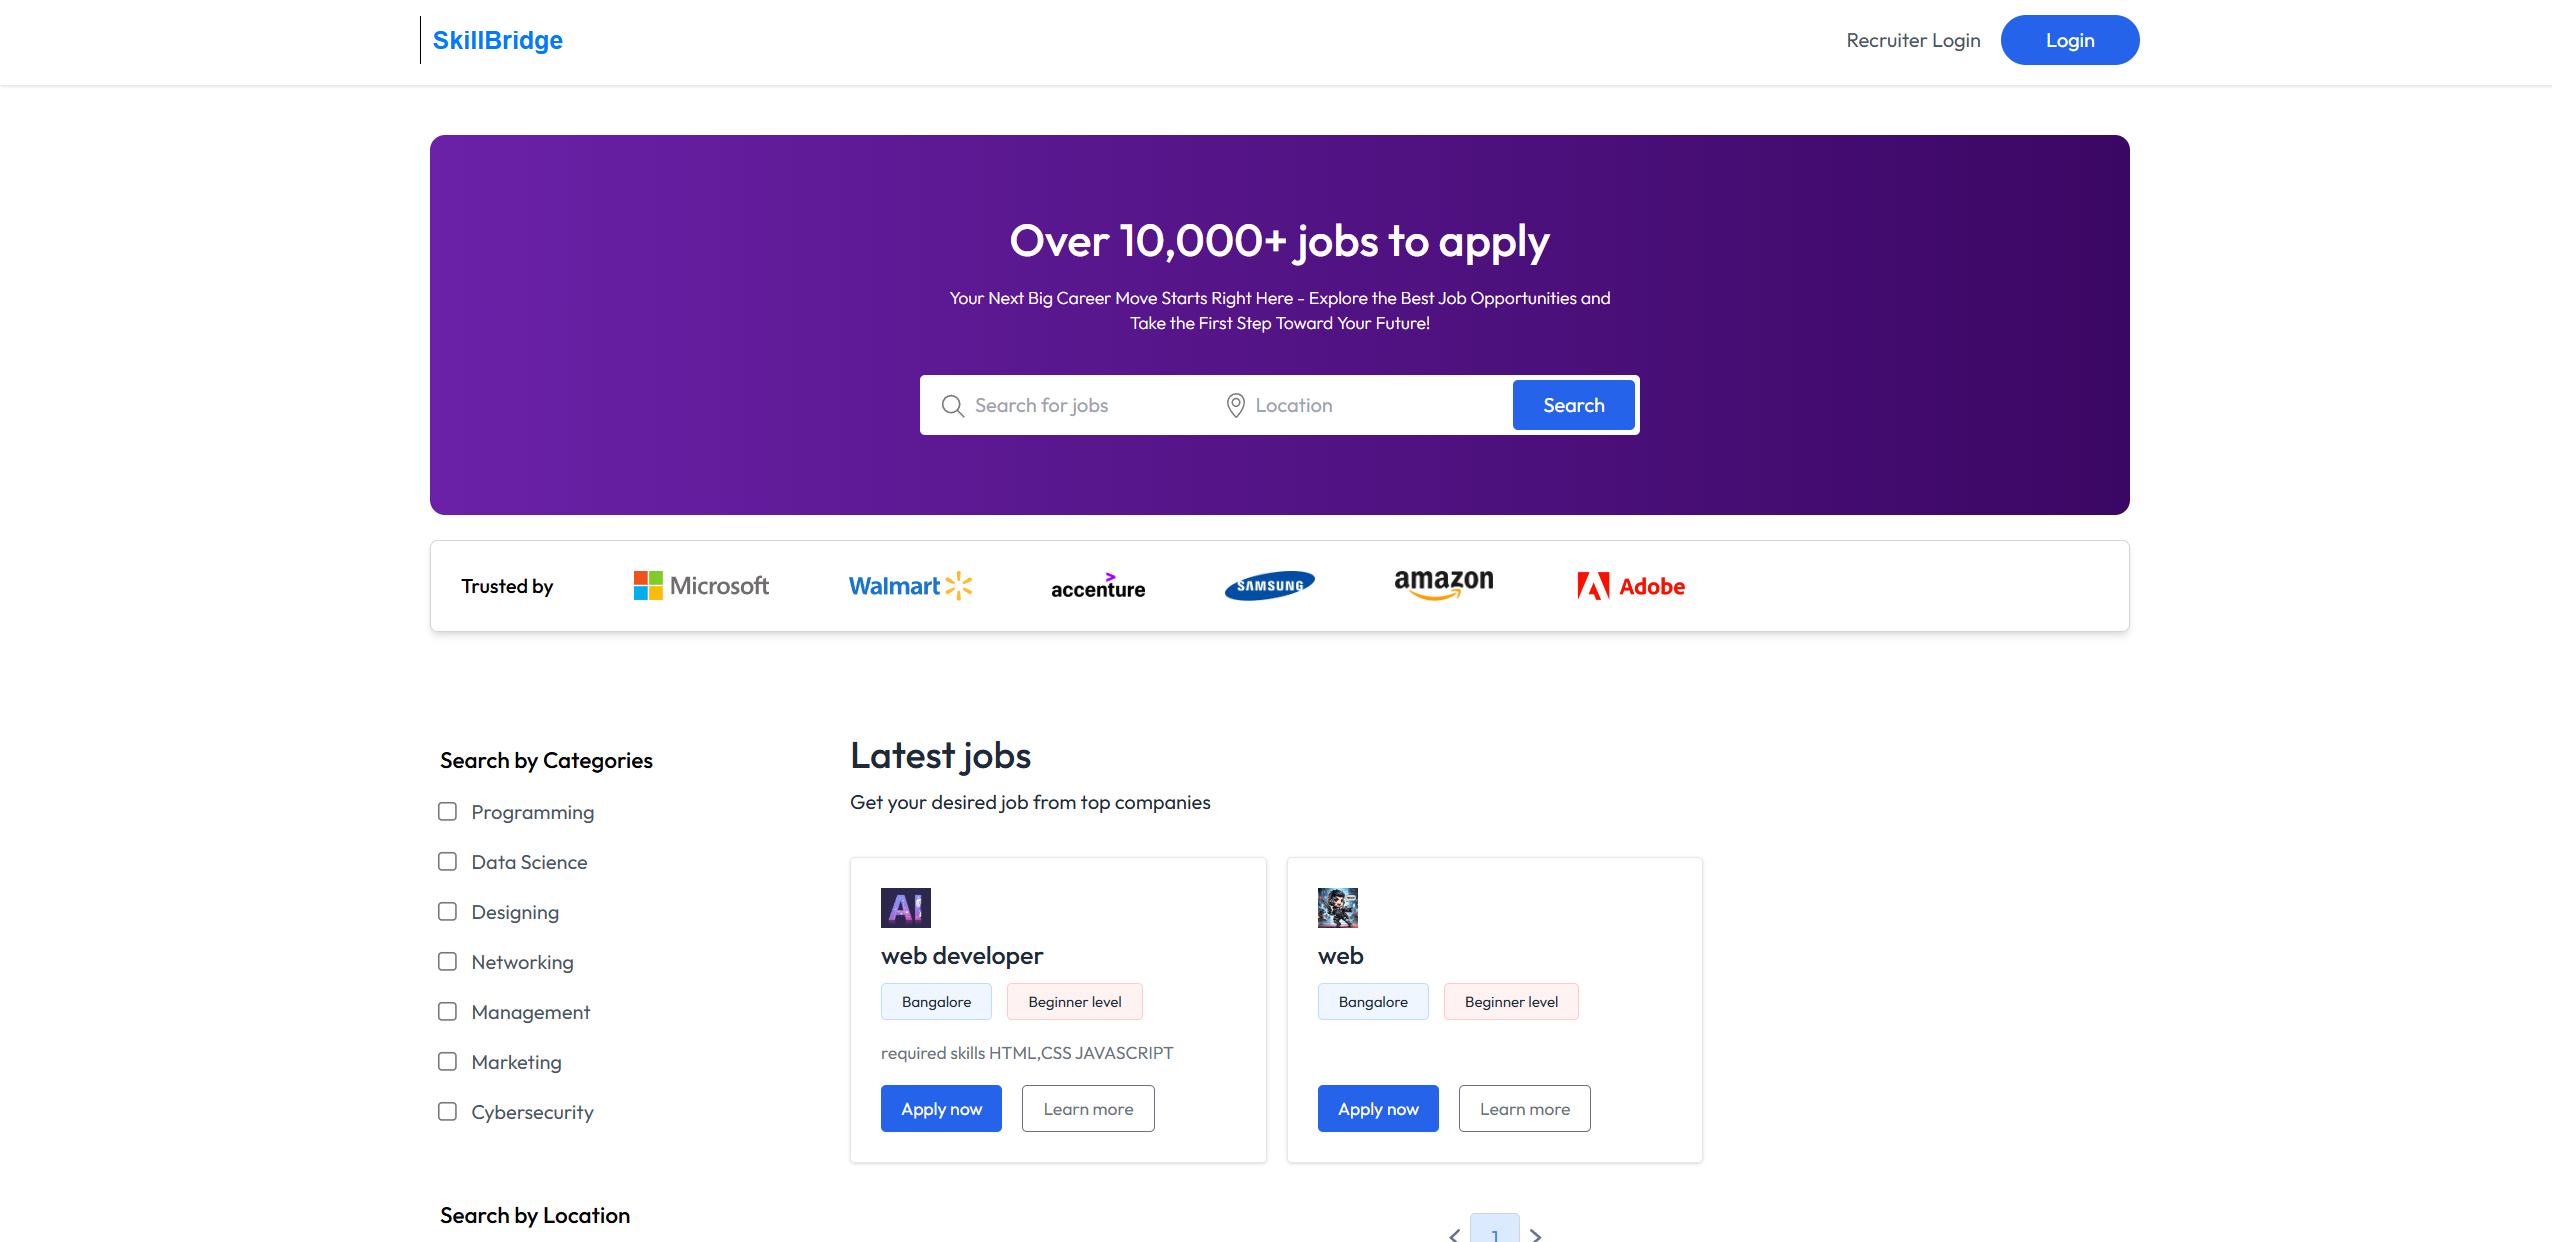 SkillBridge
Recruiter Login
Login
Over 10,000+ jobs to apply
Your Next Big Career Move Starts Right Here - Explore the Best Job Opportunities and
Take the First Step Toward Your Future!
Search for jobs
Location
Search
Trusted by
Microsoft
Walmart
accenture
SAMSUNG
amazon
Adobe
Search by Categories
Programming
Data Science
Designing
Networking
Management
Marketing
Cybersecurity
Search by Location
Latest jobs
Get your desired job from top companies
AI
web developer
Bangalore
Beginner level
required skills HTML,CSS JAVASCRIPT
Apply now
Learn more
web
Bangalore
Beginner level
Apply now
Learn more
1